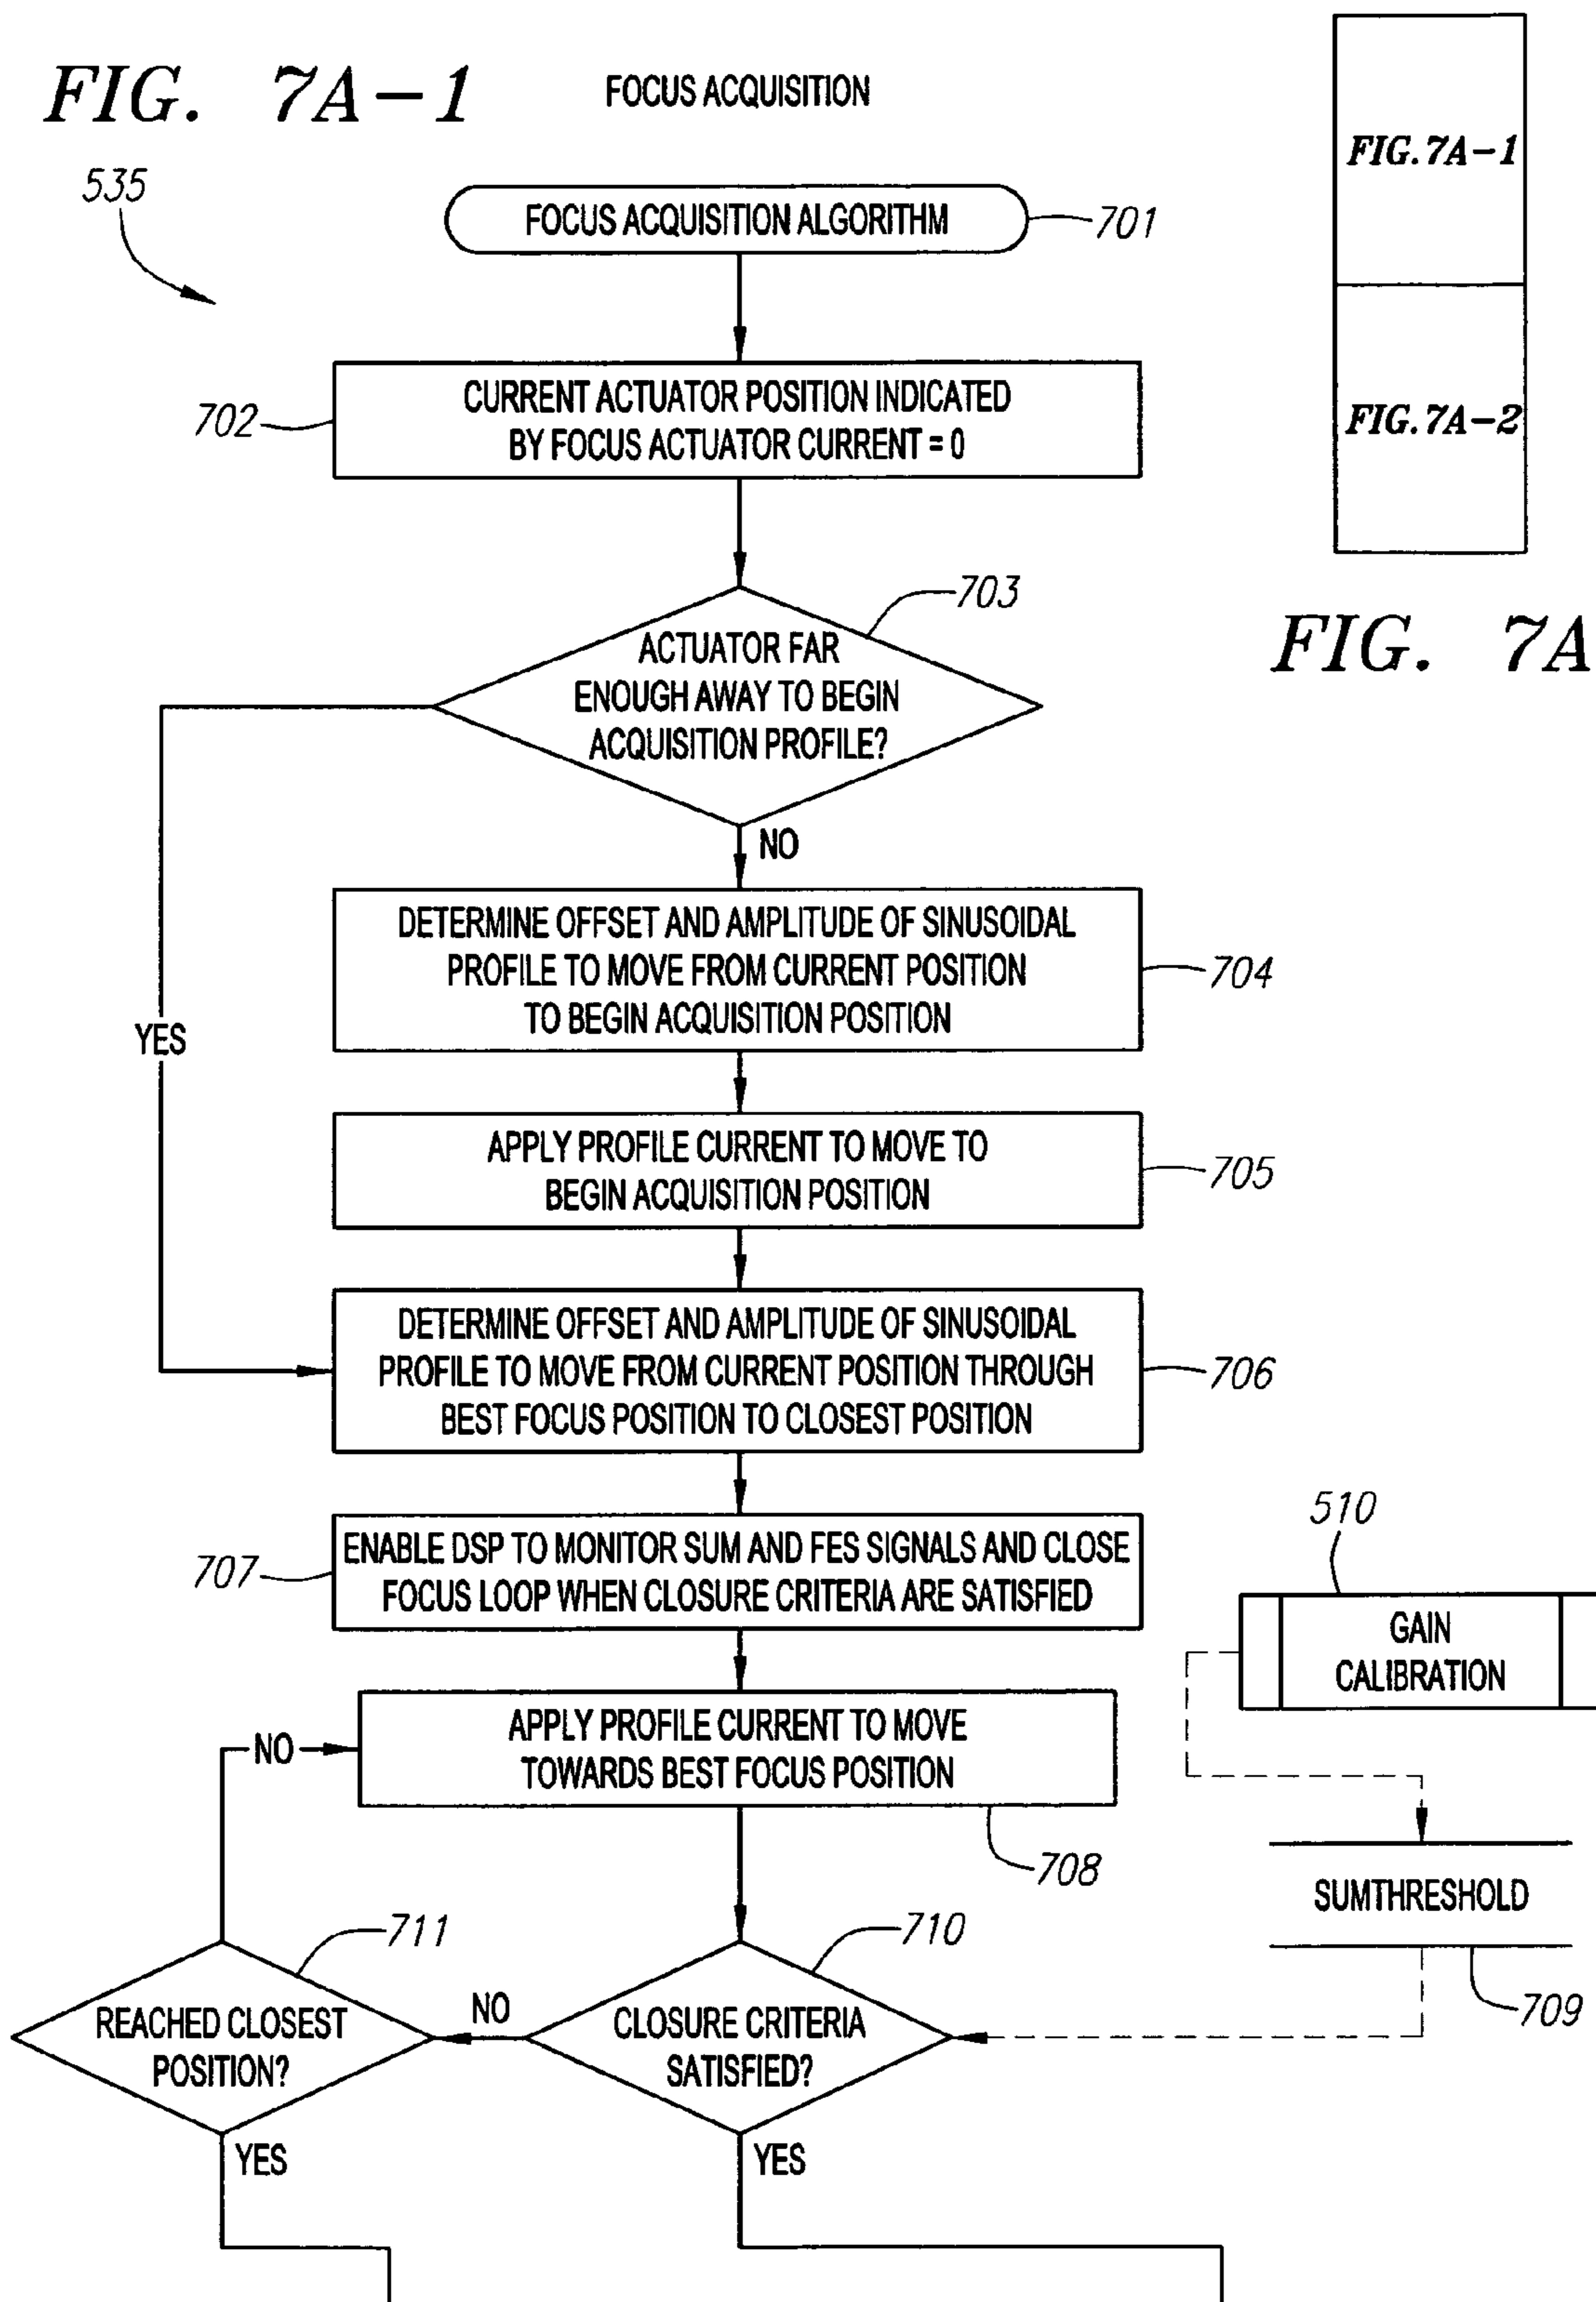 FIG. 7A-1
FOCUS ACQUISITION
FIG. 7A-1
FIG. 7A-2
FIG. 7A
535
FOCUS ACQUISITION ALGORITHM
701
CURRENT ACTUATOR POSITION INDICATED
BY FOCUS ACTUATOR CURRENT = 0
702
703
ACTUATOR FAR
ENOUGH AWAY TO BEGIN
ACQUISITION PROFILE?
NO
YES
DETERMINE OFFSET AND AMPLITUDE OF SINUSOIDAL
PROFILE TO MOVE FROM CURRENT POSITION
TO BEGIN ACQUISITION POSITION
704
APPLY PROFILE CURRENT TO MOVE TO
BEGIN ACQUISITION POSITION
705
DETERMINE OFFSET AND AMPLITUDE OF SINUSOIDAL
PROFILE TO MOVE FROM CURRENT POSITION THROUGH
BEST FOCUS POSITION TO CLOSEST POSITION
706
ENABLE DSP TO MONITOR SUM AND FES SIGNALS AND CLOSE
FOCUS LOOP WHEN CLOSURE CRITERIA ARE SATISFIED
707
510
GAIN
CALIBRATION
APPLY PROFILE CURRENT TO MOVE
TOWARDS BEST FOCUS POSITION
NO
708
SUMTHRESHOLD
709
711
REACHED CLOSEST
POSITION?
NO
710
CLOSURE CRITERIA
SATISFIED?
YES
YES